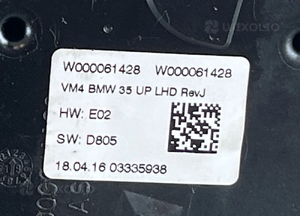 W000061428 W000061428
VM4 BMW 35 UP LHD RevJ
HW: E02
SW: D805
18.04.16 03335938